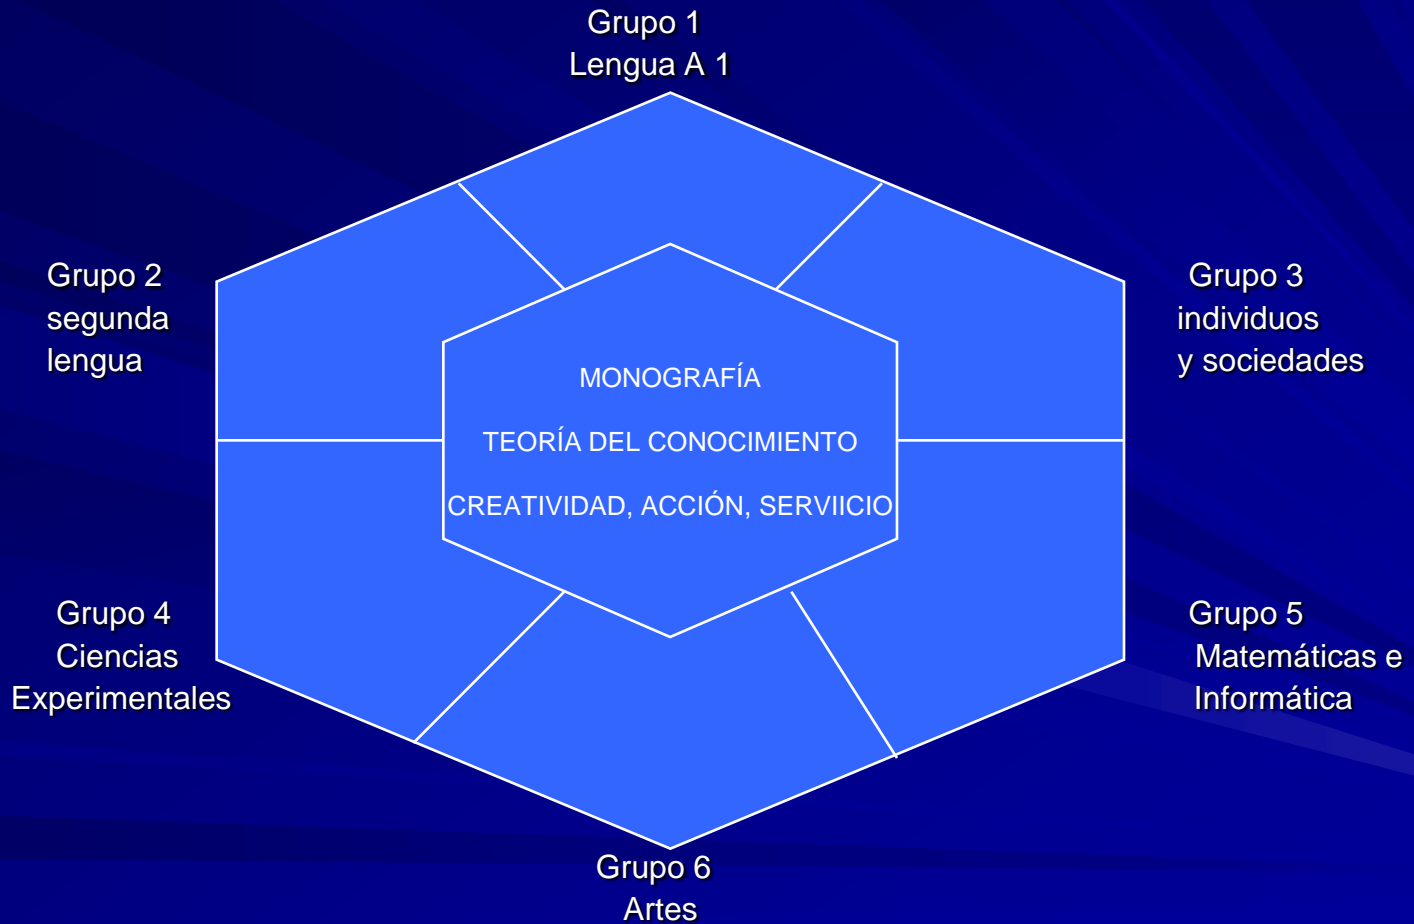 Grupo 1
Lengua A 1
Grupo 2
segunda
lengua
Grupo 3
individuos
y sociedades
MONOGRAFÍA
TEORÍA DEL CONOCIMIENTO
CREATIVIDAD, ACCIÓN, SERVIICIO
Grupo 4
Ciencias
Experimentales
Grupo 5
Matemáticas e
Informática
Grupo 6
Artes